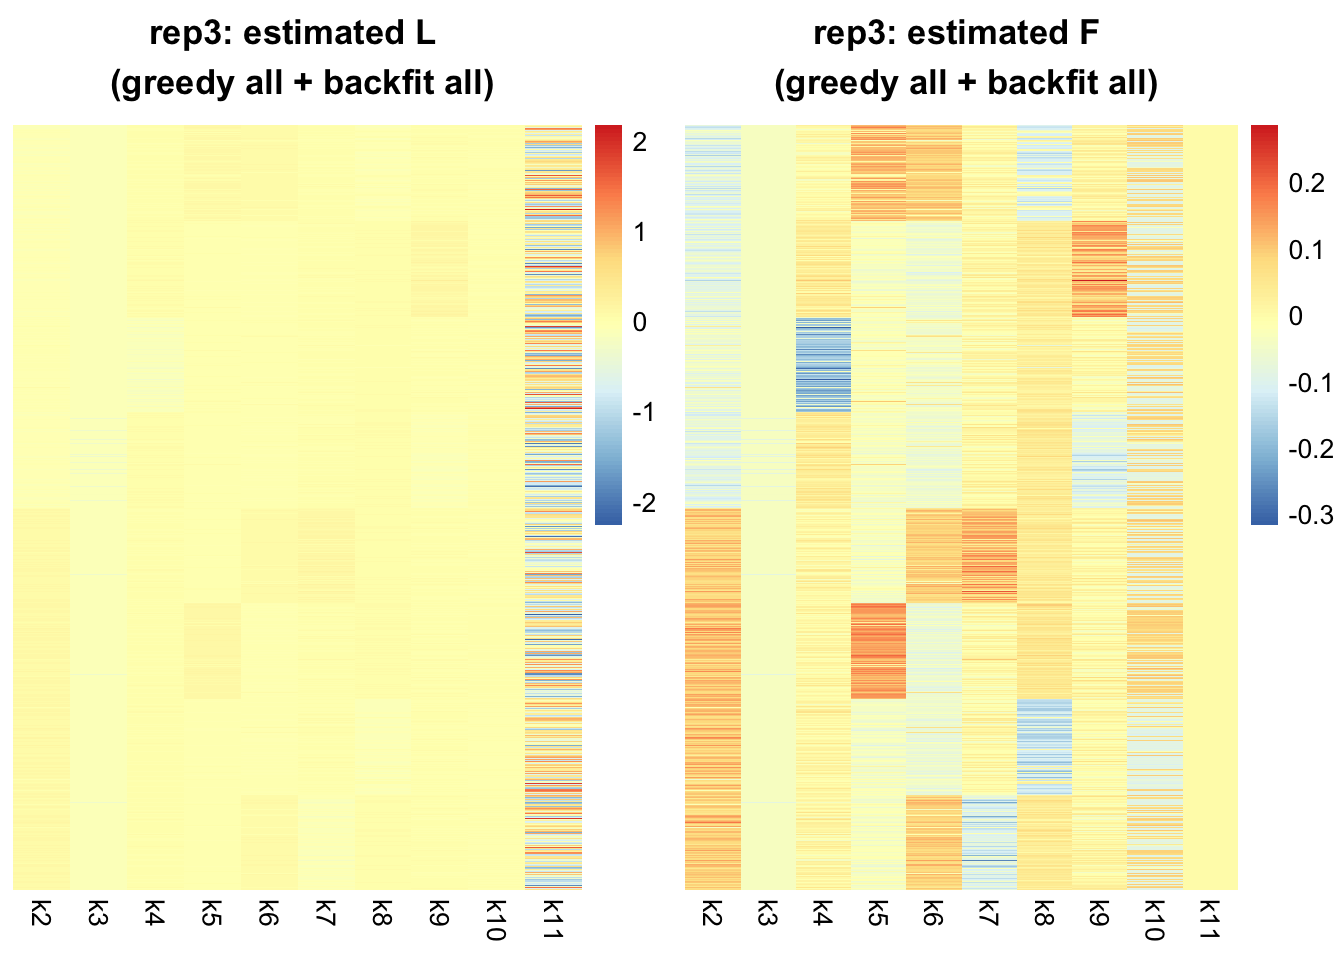 rep3: estimated L
(greedy all + backfit all)
2
1
0
-1
-2
k2
k3
k4
k5
k6
k7
k8
k9
k10
k11
rep3: estimated F
(greedy all + backfit all)
0.2
0.1
0
-0.1
-0.2
-0.3
k2
k3
k4
k5
k6
k7
k8
k9
k10
k11